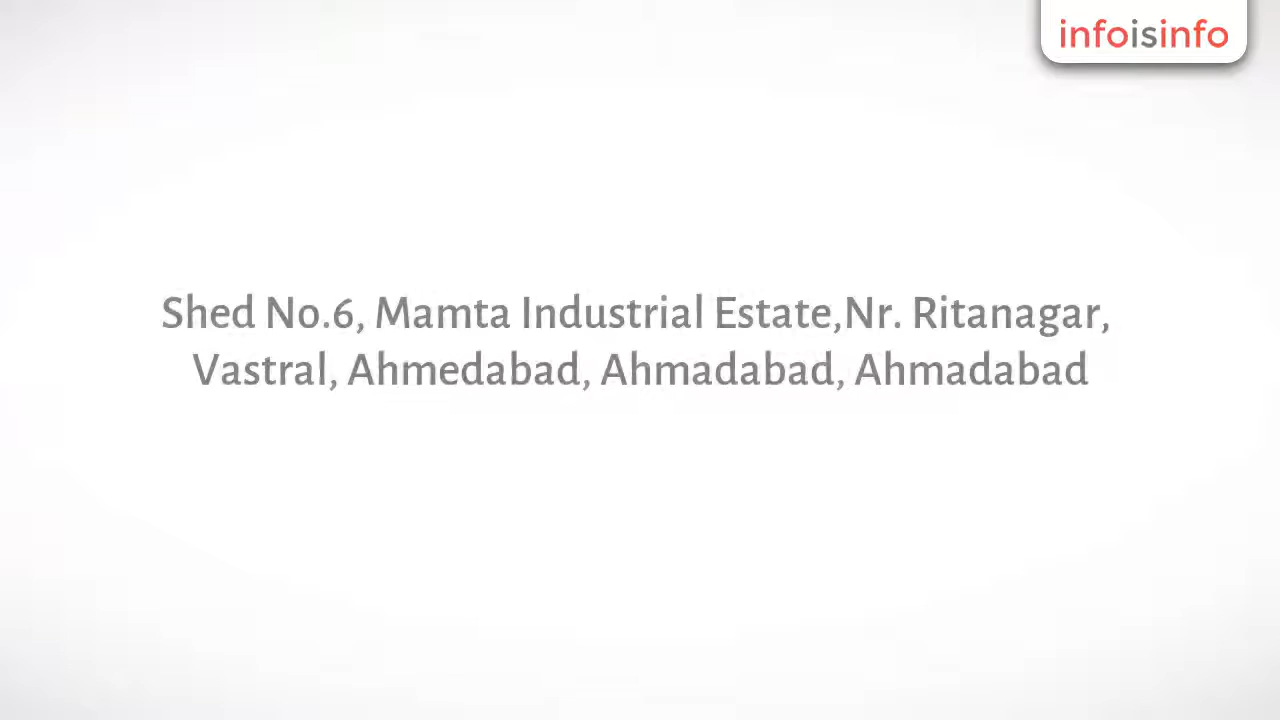 infoisinfo
Shed No.6, Mamta Industrial Estate,Nr. Ritanagar,
Vastral, Ahmedabad, Ahmadabad, Ahmadabad